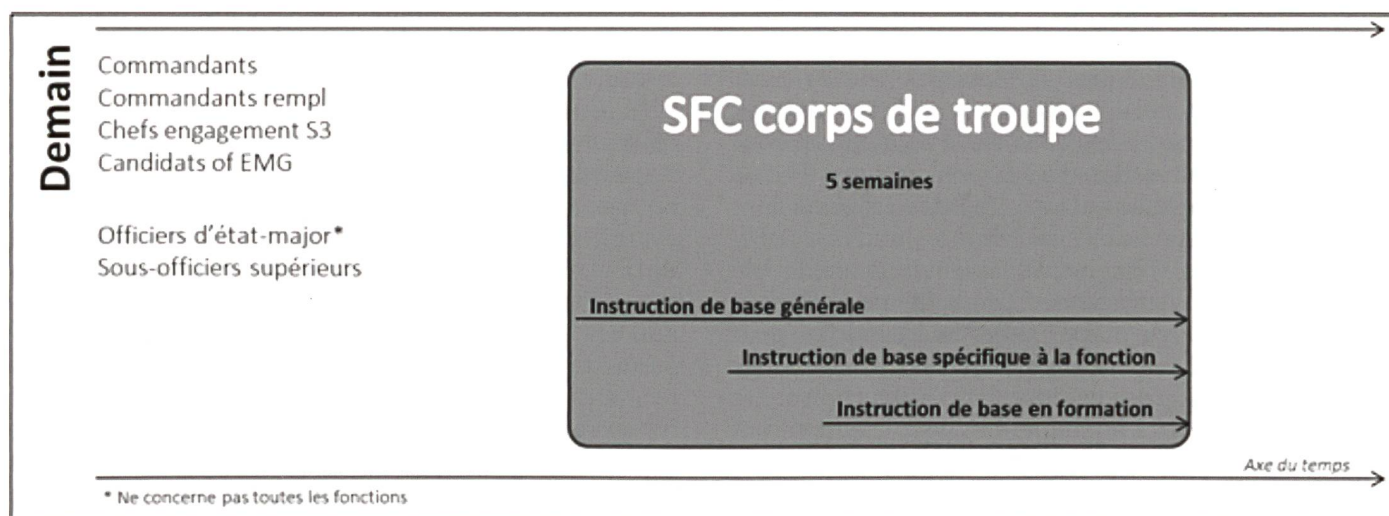 Demain
Commandants
Commandants rempl
Chefs engagement S3
Candidats of EMG
Officiers d'état-major*
Sous-officiers supérieurs
SFC corps de troupe
5 semaines
Instruction de base générale
Instruction de base spécifique à la fonction
Instruction de base en formation
Axe du temps
* Ne concerne pas toutes les fonctions